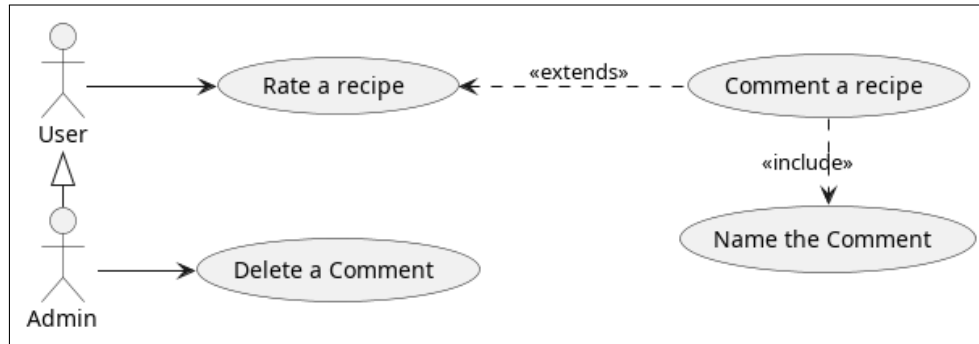 Rate a recipe
«extends»
Comment a recipe
User
«include»
Name the Comment
Delete a Comment
Admin